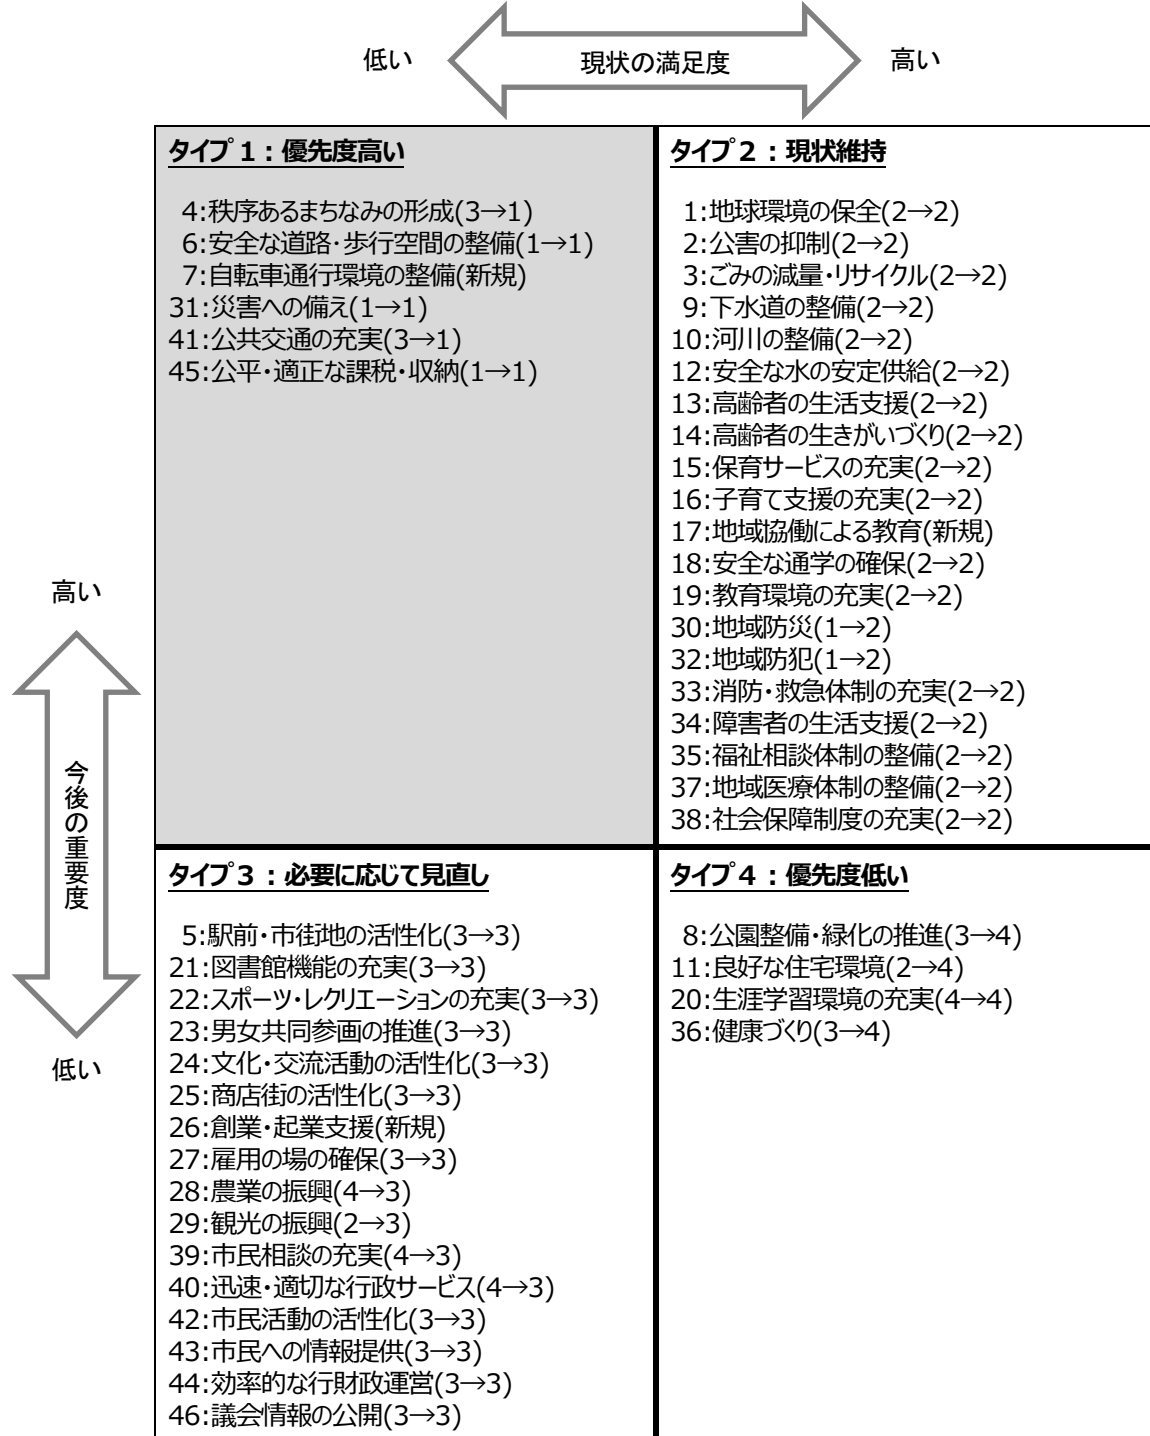 低い
現状の満足度
高い
タイプ1：優先度高い
4:秩序あるまちなみの形成(3→1)
6:安全な道路・歩行空間の整備(1→1)
7:自転車通行環境の整備(新規)
31:災害への備え(1→1)
41:公共交通の充実(3→1)
45:公平・適正な課税・収納(1→1)
タイプ2：現状維持
1:地球環境の保全(2→2)
2:公害の抑制(2→2)
3:ごみの減量・リサイクル(2→2)
9:下水道の整備(2→2)
10:河川の整備(2→2)
12:安全な水の安定供給(2→2)
13:高齢者の生活支援(2→2)
14:高齢者の生きがいづくり(2→2)
15:保育サービスの充実(2→2)
16:子育て支援の充実(2→2)
17:地域協働による教育(新規)
18:安全な通学の確保(2→2)
19:教育環境の充実(2→2)
30:地域防災(1→2)
32:地域防犯(1→2)
33:消防・救急体制の充実(2→2)
34:障害者の生活支援(2→2)
35:福祉相談体制の整備(2→2)
37:地域医療体制の整備(2→2)
38:社会保障制度の充実(2→2)
高い
今後の重要度
低い
タイプ3：必要に応じて見直し
5:駅前・市街地の活性化(3→3)
21:図書館機能の充実(3→3)
22:スポーツ・レクリエーションの充実(3→3)
23:男女共同参画の推進(3→3)
24:文化・交流活動の活性化(3→3)
25:商店街の活性化(3→3)
26:創業・起業支援(新規)
27:雇用の場の確保(3→3)
28:農業の振興(4→3)
29:観光の振興(2→3)
39:市民相談の充実(4→3)
40:迅速・適切な行政サービス(4→3)
42:市民活動の活性化(3→3)
43:市民への情報提供(3→3)
44:効率的な行財政運営(3→3)
46:議会情報の公開(3→3)
タイプ4：優先度低い
8:公園整備・緑化の推進(3→4)
11:良好な住宅環境(2→4)
20:生涯学習環境の充実(4→4)
36:健康づくり(3→4)